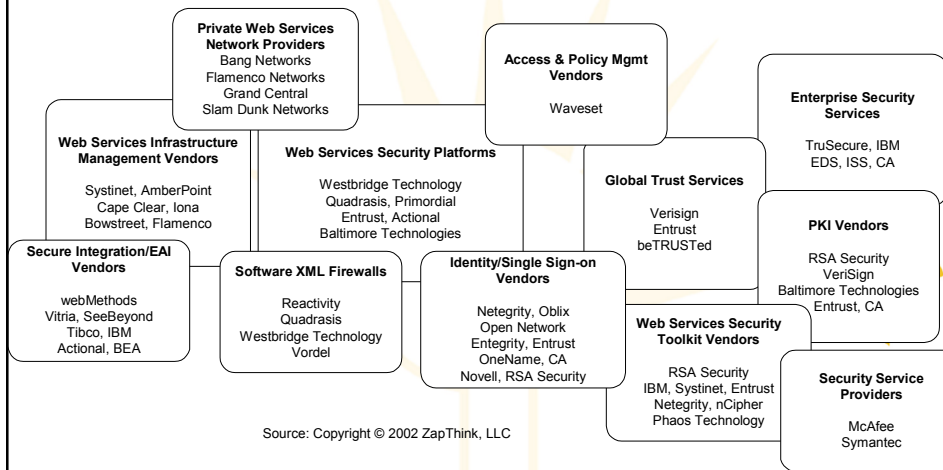 Private Web Services
Network Providers
Bang Networks
Flamenco Networks
Grand Central
Slam Dunk Networks
Access & Policy Mgmt
Vendors
Waveset
Enterprise Security
Services
TruSecure, IBM
EDS, ISS, CA
Web Services Infrastructure
Management Vendors
Systinet, AmberPoint
Cape Clear, Iona
Bowstreet, Flamenco
Web Services Security Platforms
Westbridge Technology
Quadrasis, Primordial
Entrust, Actional
Baltimore Technologies
Global Trust Services
Verisign
Entrust
beTRUSTed
PKI Vendors
RSA Security
VeriSign
Baltimore Technologies
Entrust, CA
Secure Integration/EAI
Vendors
webMethods
Vitria, SeeBeyond
Tibco, IBM
Actional, BEA
Software XML Firewalls
Reactivity
Quadrasis
Westbridge Technology
Vordel
Identity/Single Sign-on
Vendors
Netegrity, Oblix
Open Network
Entegrity, Entrust
OneName, CA
Novell, RSA Security
Web Services Security
Toolkit Vendors
RSA Security
IBM, Systinet, Entrust
Netegrity, nCipher
Phaos Technology
Security Service
Providers
McAfee
Symantec
Source: Copyright © 2002 ZapThink, LLC